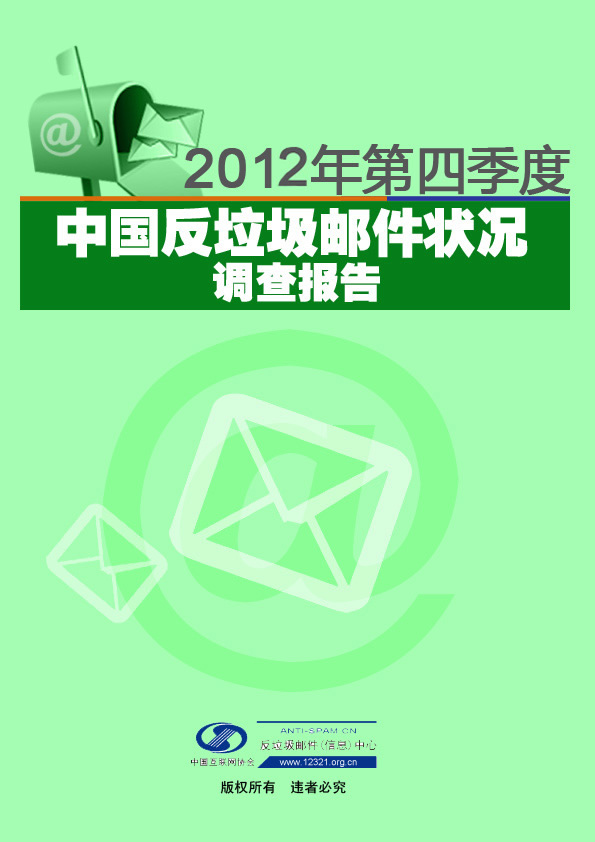 @
2012年第四季度
中国反垃圾邮件状况
调查报告
ANTI-SPAM.CN
反垃圾邮件(信息)中心
中国互联网协会 www.12321.org.cn
版权所有 违者必究